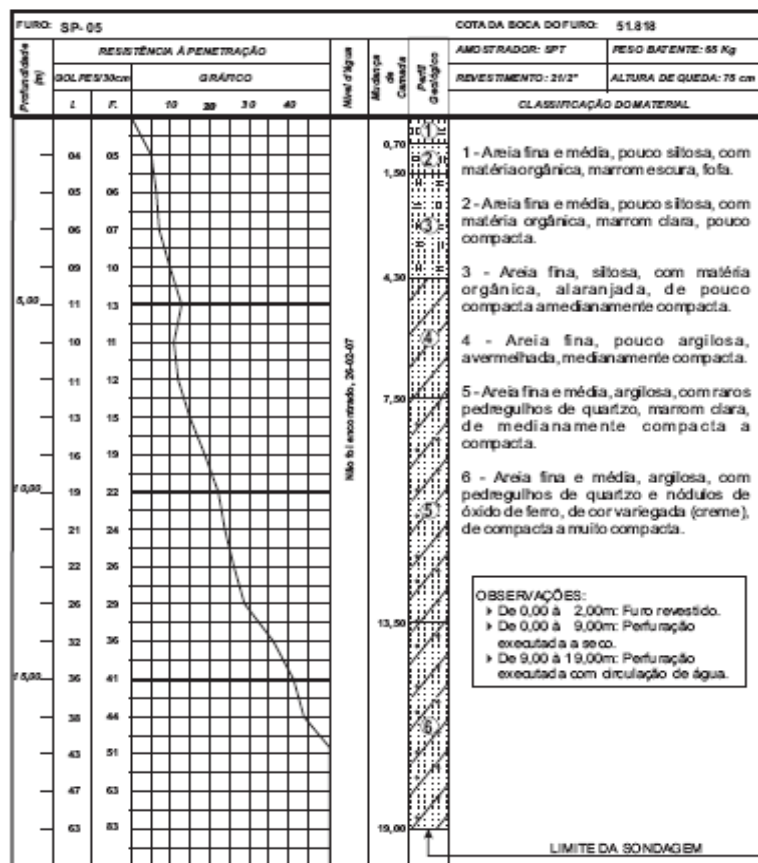 FURO: SP-05
COTA DA BOCA DO FURO: 51.818
Profundidade (m)
RESISTÊNCIA À PENETRAÇÃO
GOLPES/30cm
GRÁFICO
I. F. 10 20 30 40
Nível d'Água
Mudança de Camada
Perfil Geológico
AMOSTRADOR: SPT
PESO BATENTE: 65 Kg
REVESTIMENTO: 21/2"
ALTURA DE QUEDA: 75 cm
CLASSIFICAÇÃO DO MATERIAL
04 05
05 06
06 07
09 10
5,00 11 13
10 11
11 12
13 15
16 19
10,00 19 22
21 24
22 26
26 29
32 36
15,00 36 41
38 44
43 51
47 63
63 83
Não foi encontrado, 26-02-07
0,70
1,50
4,30
7,50
13,50
19,00
1
2
3
4
5
6
1 - Areia fina e média, pouco siltosa, com
matéria orgânica, marrom escura, fofa.
2 - Areia fina e média, pouco siltosa, com
matéria orgânica, marrom clara, pouco
compacta.
3 - Areia fina, siltosa, com matéria
orgânica, alaranjada, de pouco
compacta a medianamente compacta.
4 - Areia fina, pouco argilosa,
avermelhada, medianamente compacta.
5 - Areia fina e média, argilosa, com raros
pedregulhos de quartzo, marrom clara,
de medianamente compacta a
compacta.
6 - Areia fina e média, argilosa, com
pedregulhos de quartzo e nódulos de
óxido de ferro, de cor variegada (creme),
de compacta a muito compacta.
OBSERVAÇÕES:
De 0,00 à 2,00m: Furo revestido.
De 0,00 à 9,00m: Perfuração
executada a seco.
De 9,00 à 19,00m: Perfuração
executada com circulação de água.
LIMITE DA SONDAGEM